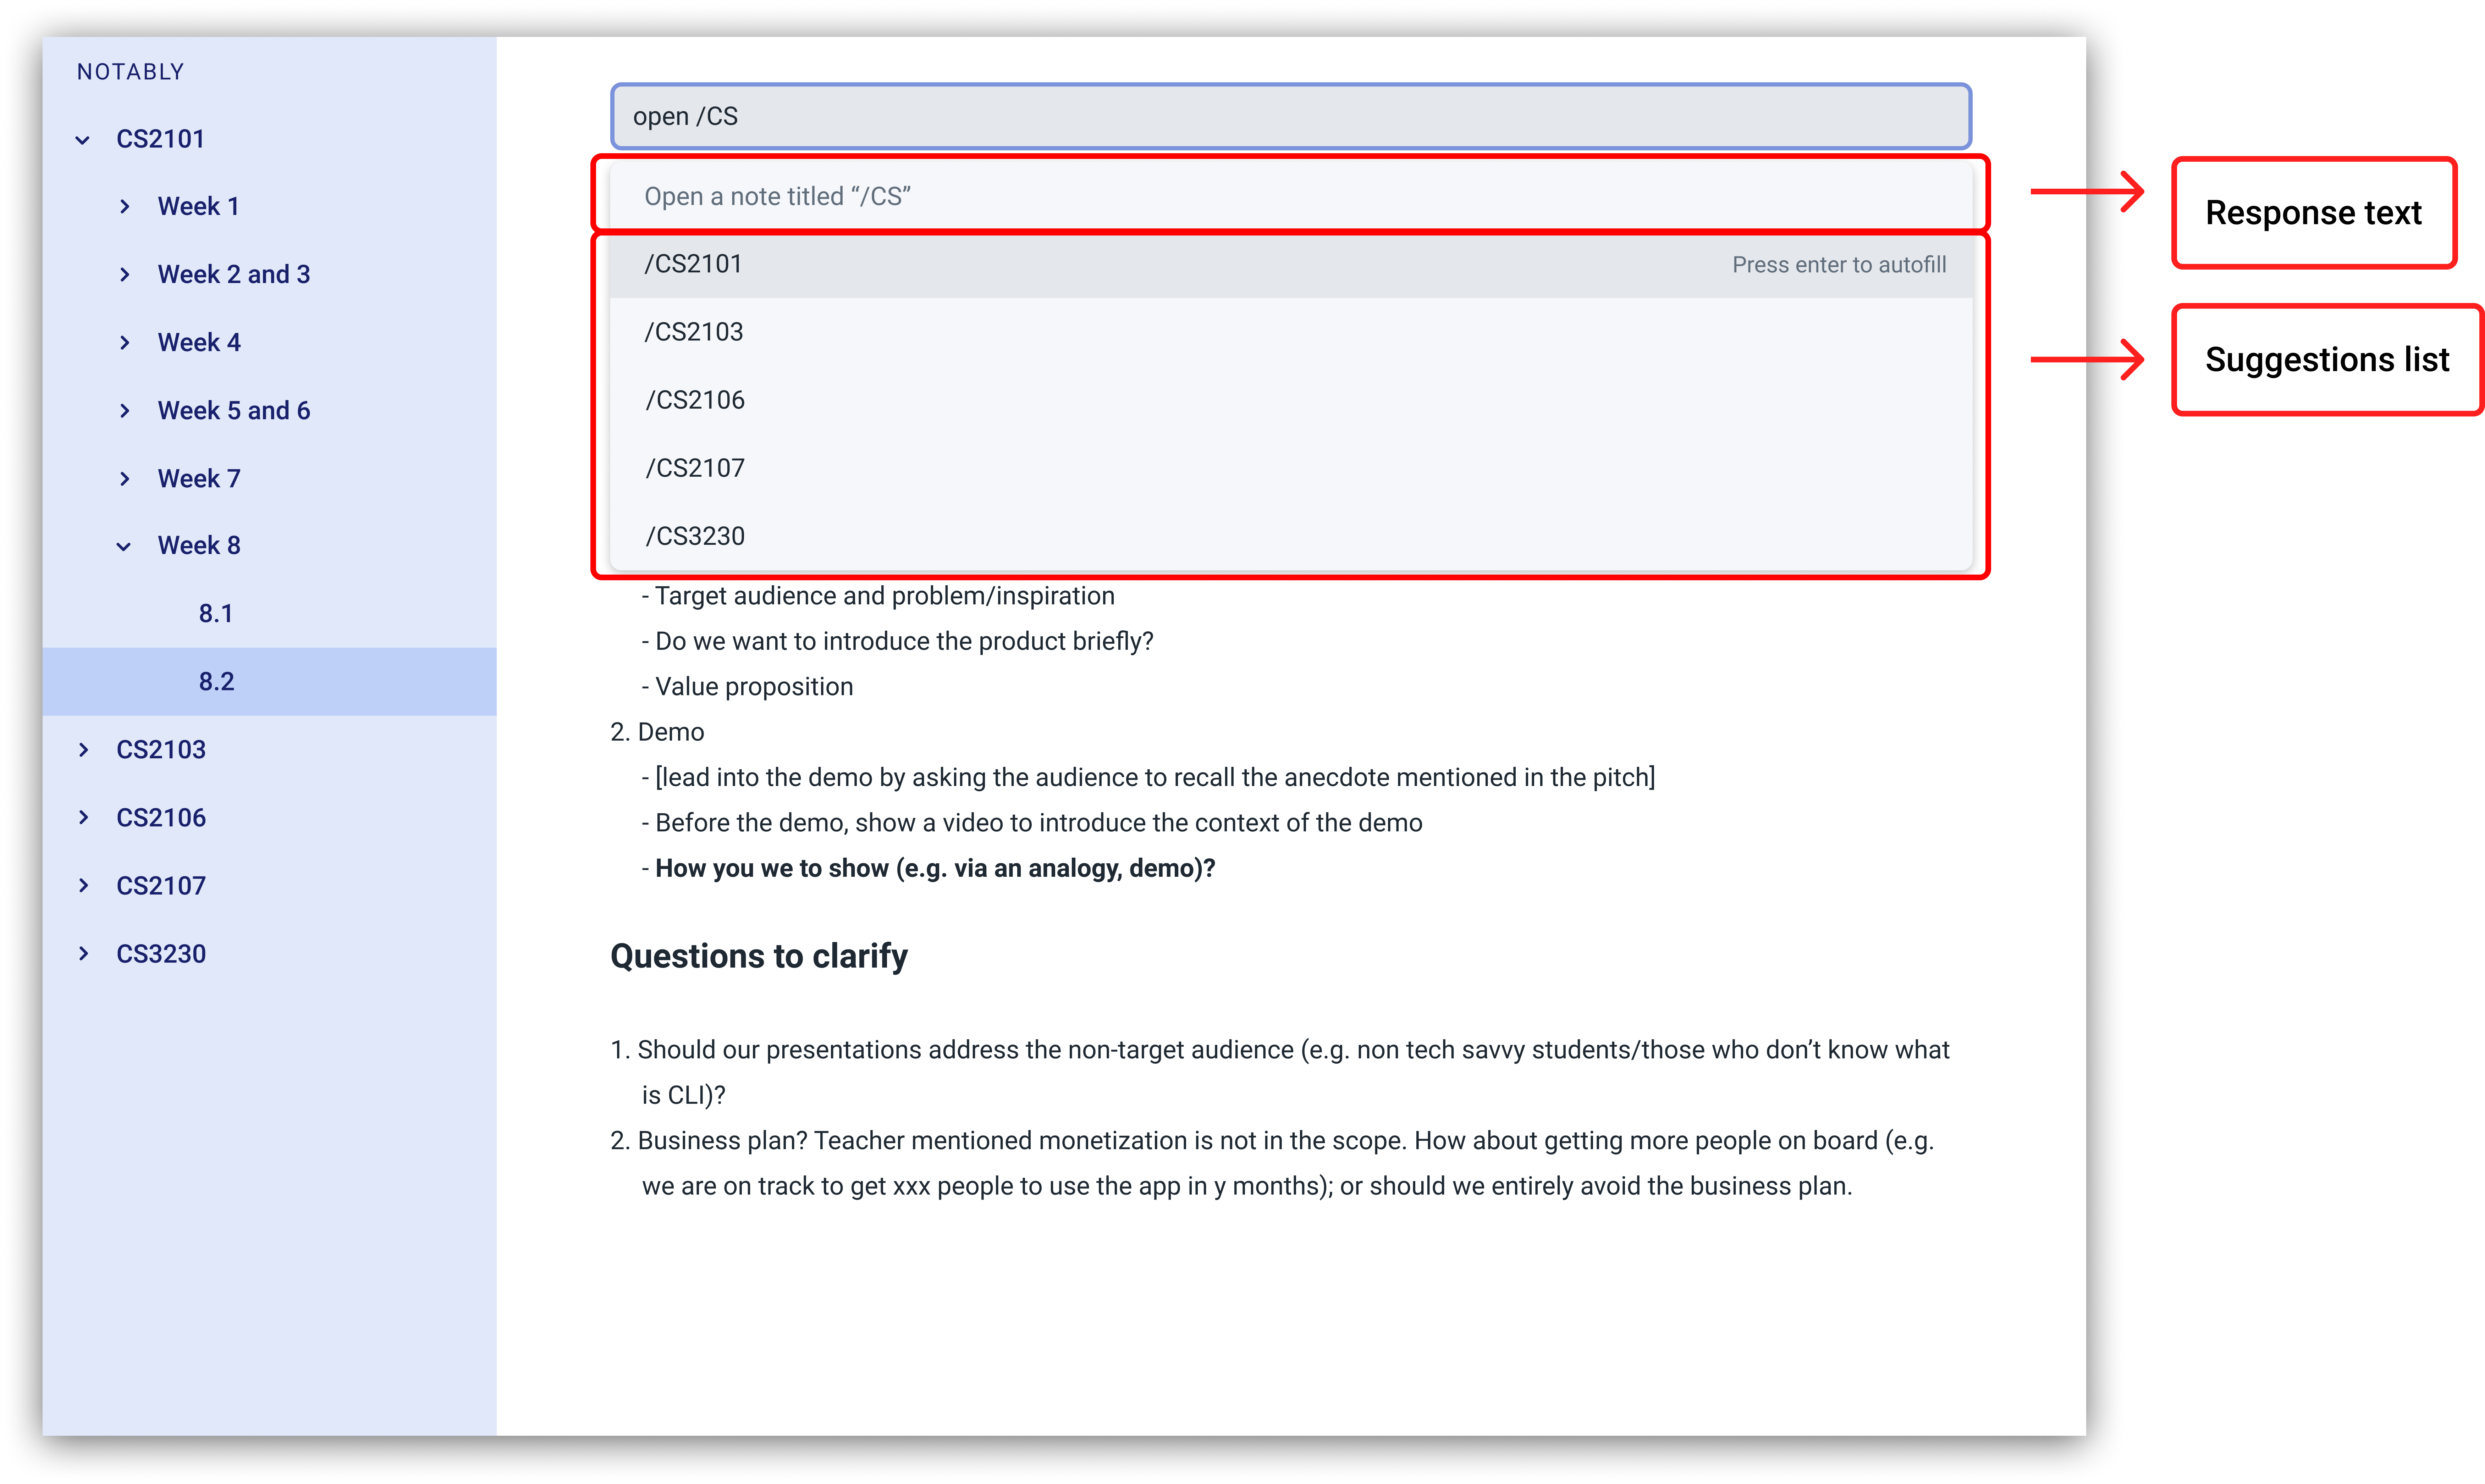 NOTABLY
CS2101
Week 1
Week 2 and 3
Week 4
Week 5 and 6
Week 7
Week 8
8.1
8.2
CS2103
CS2106
CS2107
CS3230
open /CS
Open a note titled “/CS”
/CS2101 Press enter to autofill
/CS2103
/CS2106
/CS2107
/CS3230
- Target audience and problem/inspiration
- Do we want to introduce the product briefly?
- Value proposition
2. Demo
- [lead into the demo by asking the audience to recall the anecdote mentioned in the pitch]
- Before the demo, show a video to introduce the context of the demo
- How you we to show (e.g. via an analogy, demo)?
Questions to clarify
1. Should our presentations address the non-target audience (e.g. non tech savvy students/those who don’t know what
is CLI)?
2. Business plan? Teacher mentioned monetization is not in the scope. How about getting more people on board (e.g.
we are on track to get xxx people to use the app in y months); or should we entirely avoid the business plan.
Response text
Suggestions list